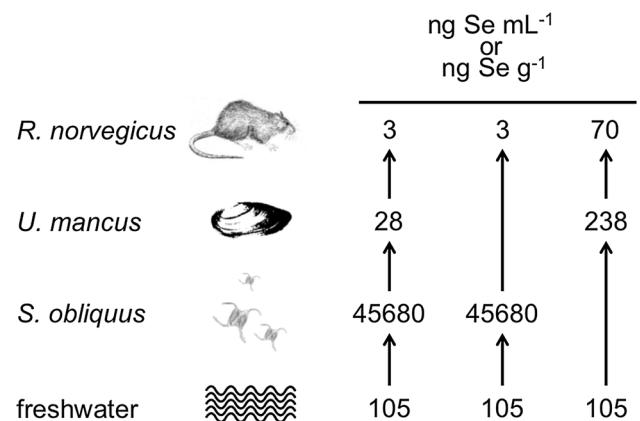 ng Se mL⁻¹
or
ng Se g⁻¹
R. norvegicus 3 3 70
U. mancus 28 238
S. obliquus 45680 45680
freshwater 105 105 105